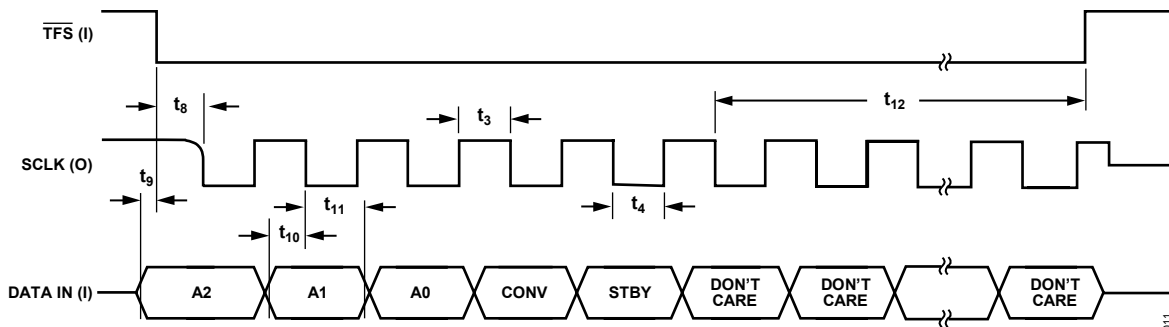 TFS (I)
t8
t3
t12
SCLK (O)
t9
t11
t10
t4
DATA IN (I)
A2
A1
A0
CONV
STBY
DON'T
CARE
DON'T
CARE
DON'T
CARE